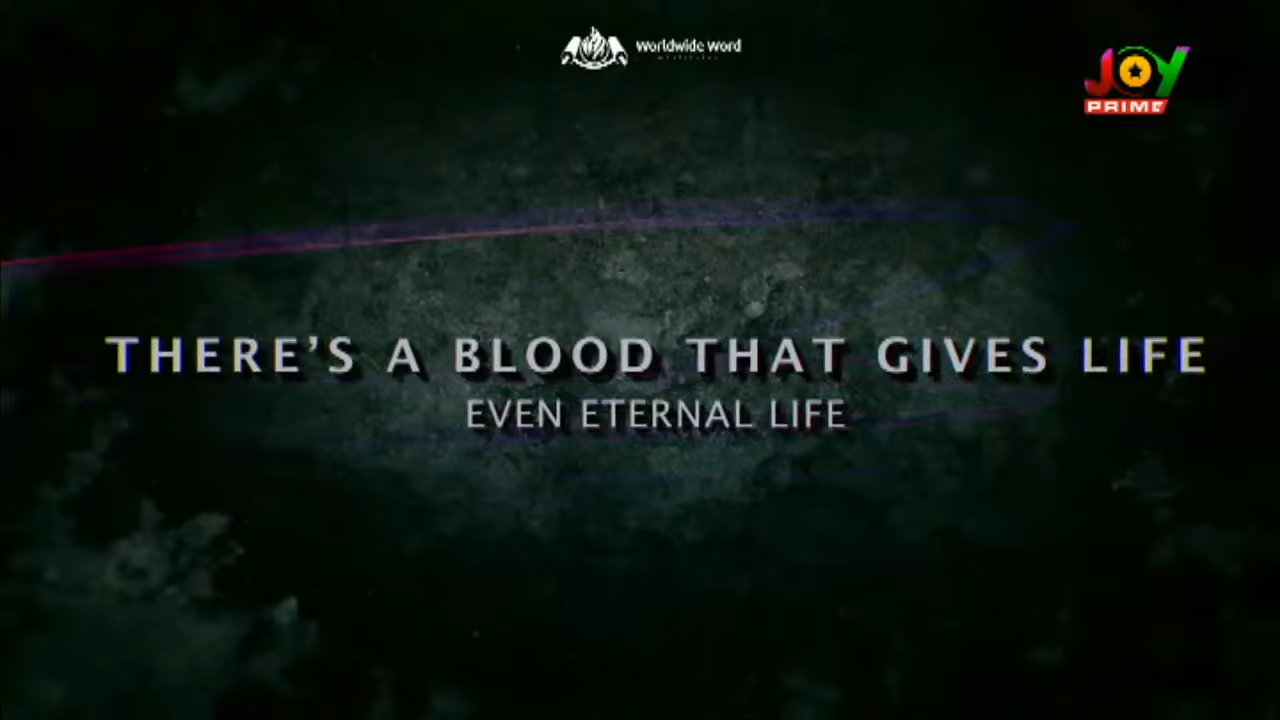 Worldwide Word
JOY
PRIME
THERE'S A BLOOD THAT GIVES LIFE
EVEN ETERNAL LIFE